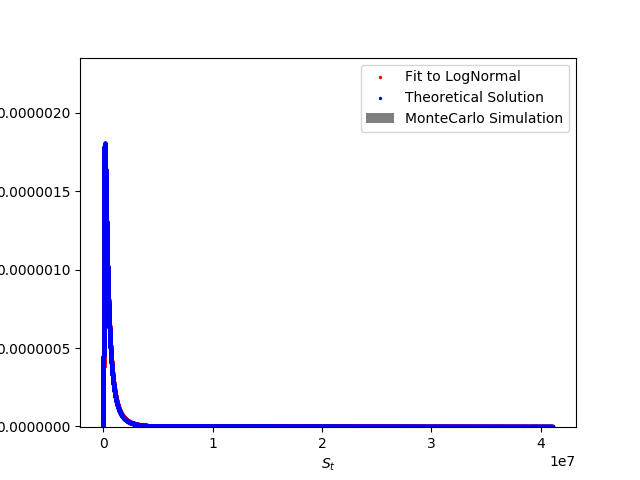 Fit to LogNormal
Theoretical Solution
MonteCarlo Simulation
0.0000020
0.0000015
0.0000010
0.0000005
0.0000000
0 1 2 3 4
1e7
S_t